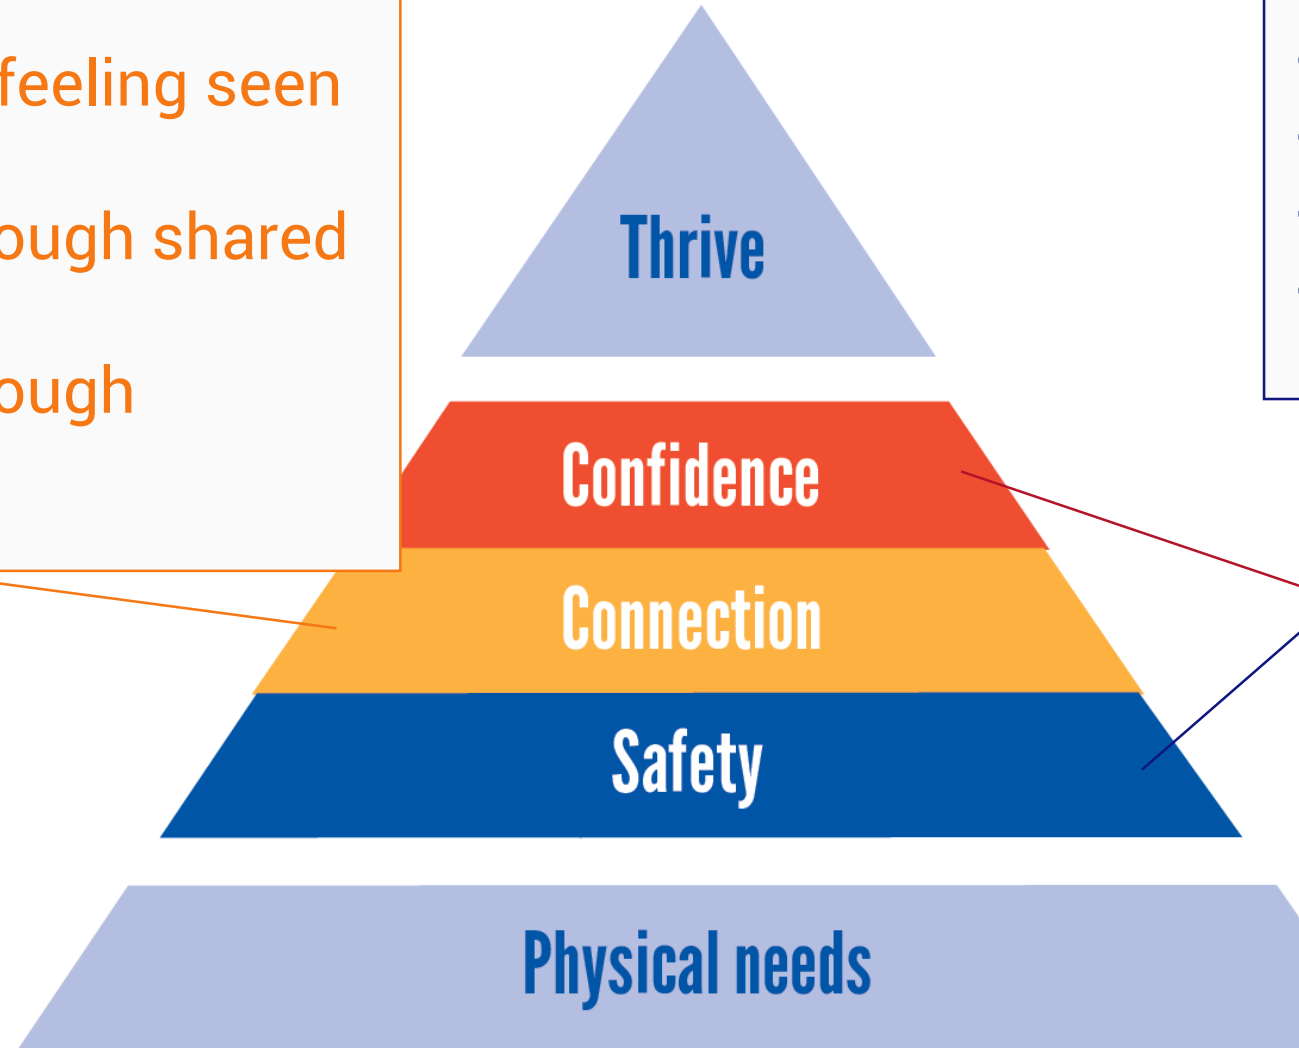 feeling seen
ough shared
ough
Thrive
Confidence
Connection
Safety
Physical needs